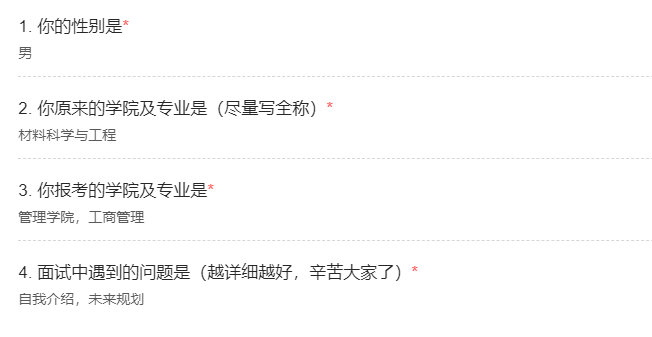 1. 你的性别是*
男
2. 你原来的学院及专业是（尽量写全称）*
材料科学与工程
3. 你报考的学院及专业是*
管理学院，工商管理
4. 面试中遇到的问题是（越详细越好，辛苦大家了）*
自我介绍，未来规划